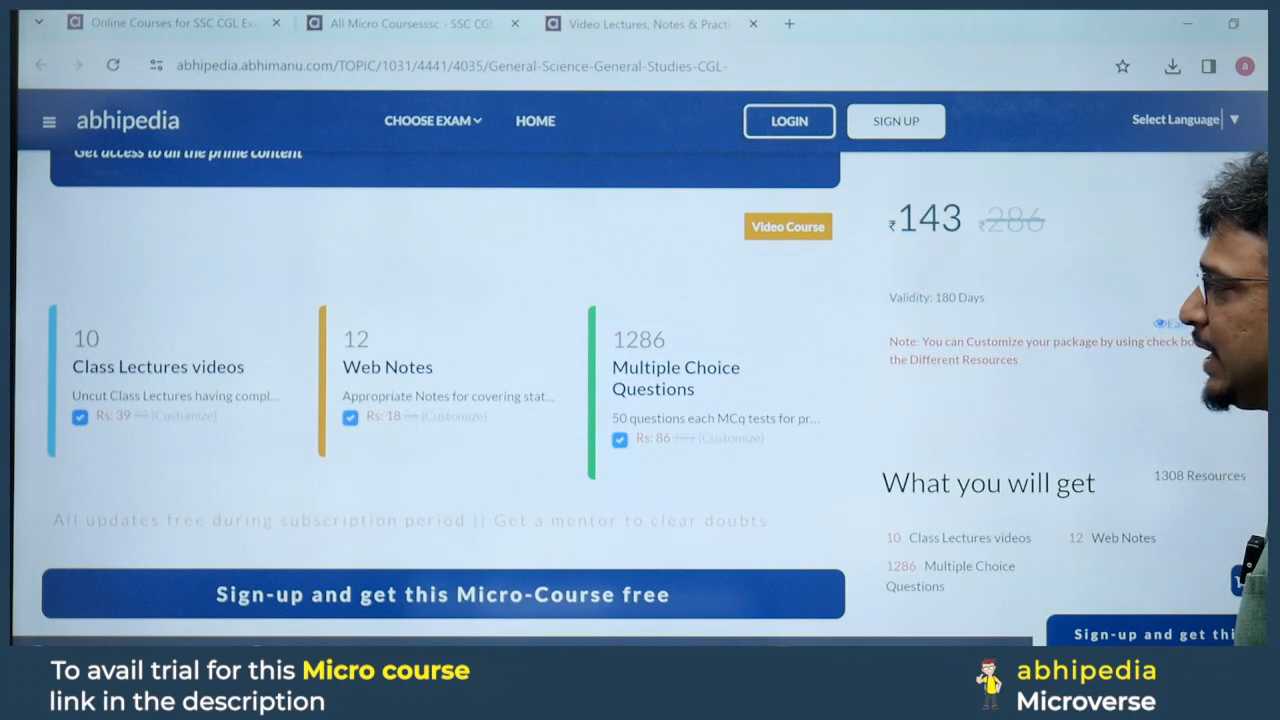 Online Courses for SSC CGL Ex
All Micro Coursesssc - SSC CGL
Video Lectures, Notes & Practi
abhipedia.abhimanu.com/TOPIC/1031/4441/4035/General-Science-General-Studies-CGL-
a
abhipedia
CHOOSE EXAM
HOME
LOGIN
SIGN UP
Select Language ▼
Get access to all the prime content
Video Course
₹143 ₹286
Validity: 180 Days
Note: You can Customize your package by using check bo
the Different Resources
10
Class Lectures videos
Uncut Class Lectures having compl...
Rs: 39 (Customize)
12
Web Notes
Appropriate Notes for covering stat...
Rs: 18 (Customize)
1286
Multiple Choice
Questions
50 questions each MCq tests for pr...
Rs: 86 (Customize)
What you will get
1308 Resources
10 Class Lectures videos
12 Web Notes
1286 Multiple Choice
Questions
All updates free during subscription period || Get a mentor to clear doubts
Sign-up and get this Micro-Course free
Sign-up and get thi
To avail trial for this Micro course
link in the description
abhipedia
Microverse